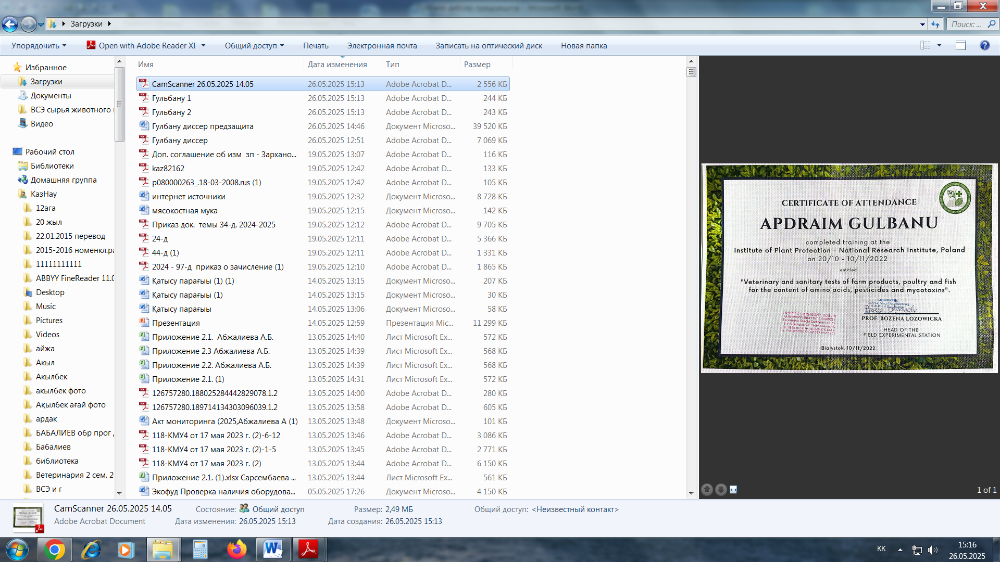 Загрузки
Поиск: ...
Упорядочить
Open with Adobe Reader XI
Общий доступ
Печать
Электронная почта
Записать на оптический диск
Новая папка
Избранное
Загрузки
Документы
ВСЭ сырья животного
Видео
Рабочий стол
Библиотеки
Домашняя группа
КазНау
12ага
20 жыл
22.01.2015 перевод
2015-2016 номенкл.ра
11111111111
ABBYY FineReader 11.0
Desktop
Music
Pictures
Videos
айжа
Акыл
Акылбек
акылбек фото
Ақылбек ағай фото
ардак
БАБАЛИЕВ обр прог
Бабалиев
библиотека
Ветеринария 2 сем. 2
ВСЭ и г
Имя Дата изменения Тип Размер
CamScanner 26.05.2025 14.05 26.05.2025 15:13 Adobe Acrobat D... 2 556 КБ
Гульбану 1 26.05.2025 15:13 Adobe Acrobat D... 244 КБ
Гульбану 2 26.05.2025 15:13 Adobe Acrobat D... 243 КБ
Гулбану диссер предзащита 26.05.2025 14:46 Документ Microso... 39 520 КБ
Гулбану диссер 26.05.2025 12:51 Adobe Acrobat D... 7 069 КБ
Доп. соглашение об изм  зп - Зархано... 19.05.2025 13:07 Adobe Acrobat D... 116 КБ
kaz82162 19.05.2025 12:42 Adobe Acrobat D... 133 КБ
p080000263_.18-03-2008.rus (1) 19.05.2025 12:42 Adobe Acrobat D... 105 КБ
интернет источники 19.05.2025 12:32 Документ Microso... 8 728 КБ
мясокостная мука 19.05.2025 12:15 Документ Microso... 142 КБ
Приказ док.  темы 34-д. 2024-2025 19.05.2025 12:12 Adobe Acrobat D... 9 705 КБ
24-д 19.05.2025 12:11 Adobe Acrobat D... 5 366 КБ
44-д (1) 19.05.2025 12:11 Adobe Acrobat D... 1 331 КБ
2024 - 97-д  приказ о зачисление (1) 19.05.2025 12:10 Adobe Acrobat D... 1 865 КБ
Қатысу парағыы (1) (1) 14.05.2025 13:15 Документ Microso... 207 КБ
Қатысу парағыы (1) 14.05.2025 13:15 Документ Microso... 30 КБ
Қатысу парағыы 14.05.2025 13:06 Документ Microso... 58 КБ
Презентация 14.05.2025 12:59 Презентация Mic... 11 299 КБ
Приложение 2.1.  Абжалиева А.Б. 13.05.2025 14:40 Лист Microsoft Ex... 572 КБ
Приложение 2.3 Абжалиева А.Б. 13.05.2025 14:39 Лист Microsoft Ex... 568 КБ
Приложение 2.2. Абжалиева А.Б. 13.05.2025 14:39 Лист Microsoft Ex... 568 КБ
Приложение 2.1. (1) 13.05.2025 14:31 Лист Microsoft Ex... 572 КБ
126757280.188025284442829078.1.2 13.05.2025 14:00 Adobe Acrobat D... 280 КБ
126757280.189714134303096039.1.2 13.05.2025 13:58 Adobe Acrobat D... 605 КБ
Акт мониторинга (2025,Абжалиева А (1) 13.05.2025 13:48 Документ Microso... 101 КБ
118-КМУ4 от 17 мая 2023 г. (2)-6-12 13.05.2025 13:46 Adobe Acrobat D... 3 086 КБ
118-КМУ4 от 17 мая 2023 г. (2)-1-5 13.05.2025 13:45 Adobe Acrobat D... 2 771 КБ
118-КМУ4 от 17 мая 2023 г. (2) 13.05.2025 13:44 Adobe Acrobat D... 6 150 КБ
Приложение 2.1. (1).xlsx Сарсембаева ... 13.05.2025 13:44 Лист Microsoft Ex... 561 КБ
Экофуд Проверка наличия оборудова... 05.05.2025 17:26 Документ Microso... 4 150 КБ
CERTIFICATE OF ATTENDANCE
APDRAIM GULBANU
completed training at the
Institute of Plant Protection – National Research Institute, Poland
on 20/10 - 10/11/2022
entitled
"Veterinary and sanitary tests of farm products, poultry and fish
for the content of amino acids, pesticides and mycotoxins".
KIEROWNIK
INSTYTUT OCHRONY ROŚLIN
PROF. BOZENA LOZOWICKA
HEAD OF THE
FIELD EXPERIMENTAL STATION
Bialystok, 10/11/2022
1 of 1
CamScanner 26.05.2025 14.05
Adobe Acrobat Document
Состояние: Общий доступ
Дата изменения: 26.05.2025 15:13
Размер: 2,49 МБ
Дата создания: 26.05.2025 15:13
Общий доступ: <Неизвестный контакт>
KK
15:16
26.05.2025